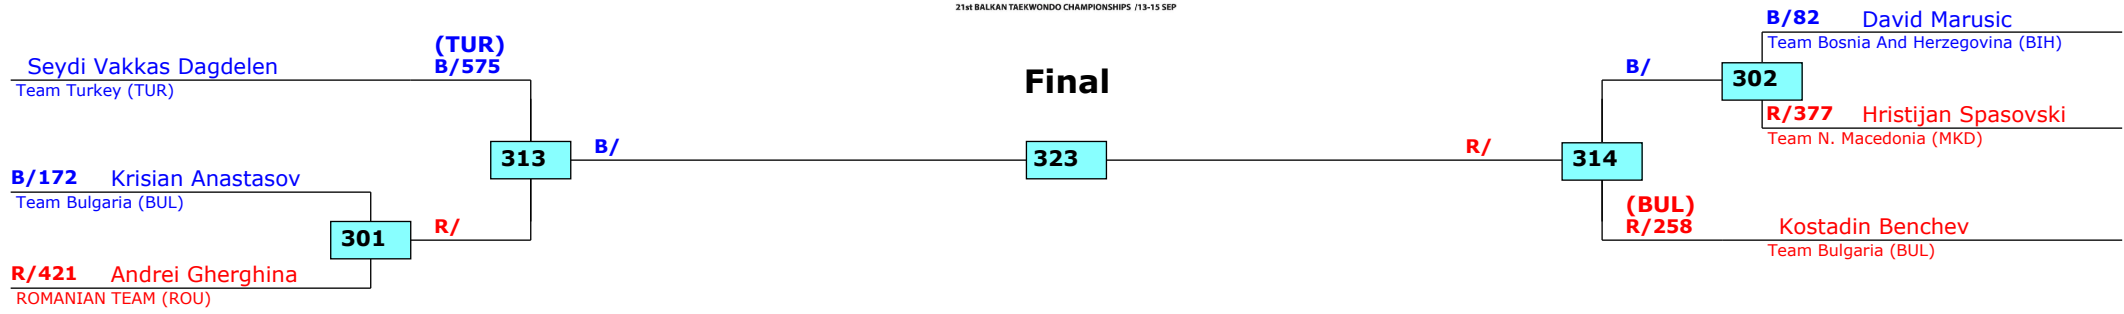 21st BALKAN TAEKWONDO CHAMPIONSHIPS /13-15 SEP
Final
(TUR)
Seydi Vakkas Dagdelen B/575
Team Turkey (TUR)
313
B/
B/172 Krisian Anastasov
Team Bulgaria (BUL)
301
R/
R/421 Andrei Gherghina
ROMANIAN TEAM (ROU)
323
B/82 David Marusic
Team Bosnia And Herzegovina (BIH)
B/
302
R/377 Hristijan Spasovski
Team N. Macedonia (MKD)
R/
314
(BUL)
R/258 Kostadin Benchev
Team Bulgaria (BUL)